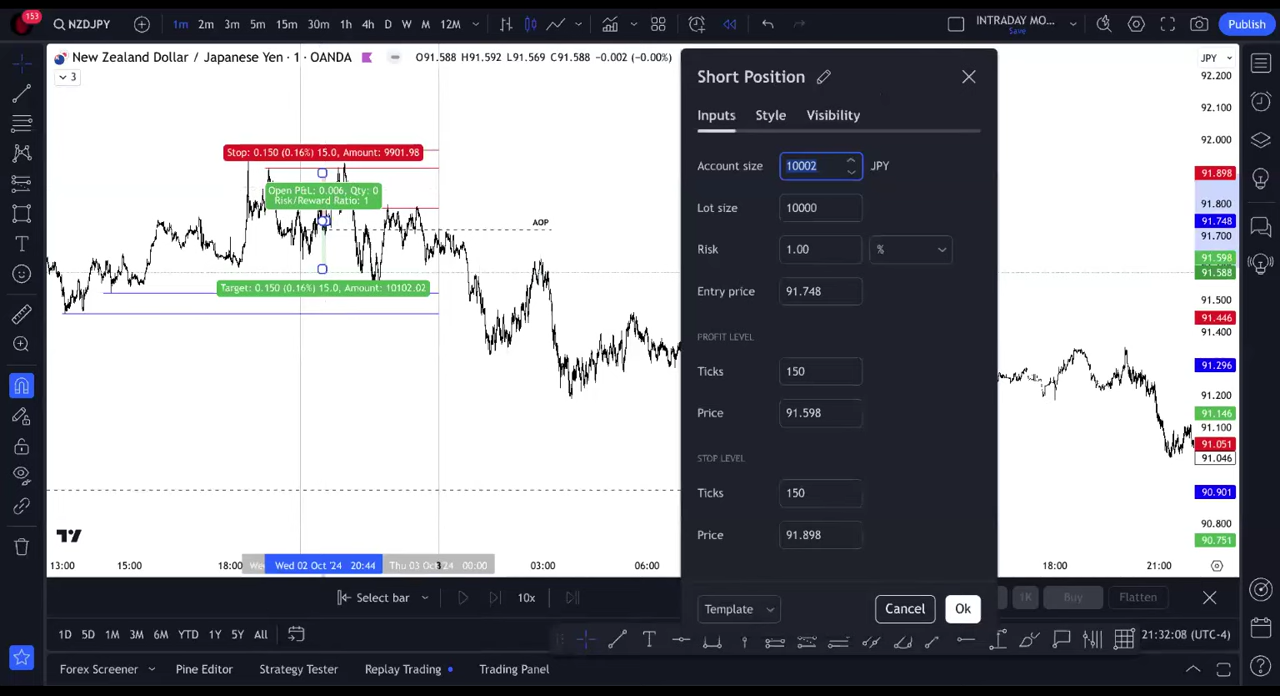 153
NZDJPY
1m 2m 3m 5m 15m 30m 1h 4h D W M 12M
INTRADAY MO...
Save
Publish
New Zealand Dollar / Japanese Yen · 1 · OANDA
O91.588 H91.592 L91.569 C91.588 −0.002 (−0.00%)
3
JPY
Stop: 0.150 (0.16%) 15.0, Amount: 9901.98
Open P&L: 0.006, Qty: 0
Risk/Reward Ratio: 1
AOP
Target: 0.150 (0.16%) 15.0, Amount: 10102.02
Short Position
Inputs Style Visibility
Account size 10002 JPY
Lot size 10000
Risk 1.00 %
Entry price 91.748
PROFIT LEVEL
Ticks 150
Price 91.598
STOP LEVEL
Ticks 150
Price 91.898
Template Cancel Ok
92.200
92.100
92.000
91.898
91.800
91.748
91.700
91.598
91.588
91.500
91.446
91.400
91.296
91.200
91.146
91.100
91.051
91.046
90.901
90.800
90.751
13:00 15:00 18:00 Wed 02 Oct '24 20:44 Thu 03 Oct '24 00:00 03:00 06:00 18:00 21:00
Select bar 10x 1K Buy Flatten
1D 5D 1M 3M 6M YTD 1Y 5Y All
21:32:08 (UTC-4)
Forex Screener Pine Editor Strategy Tester Replay Trading Trading Panel